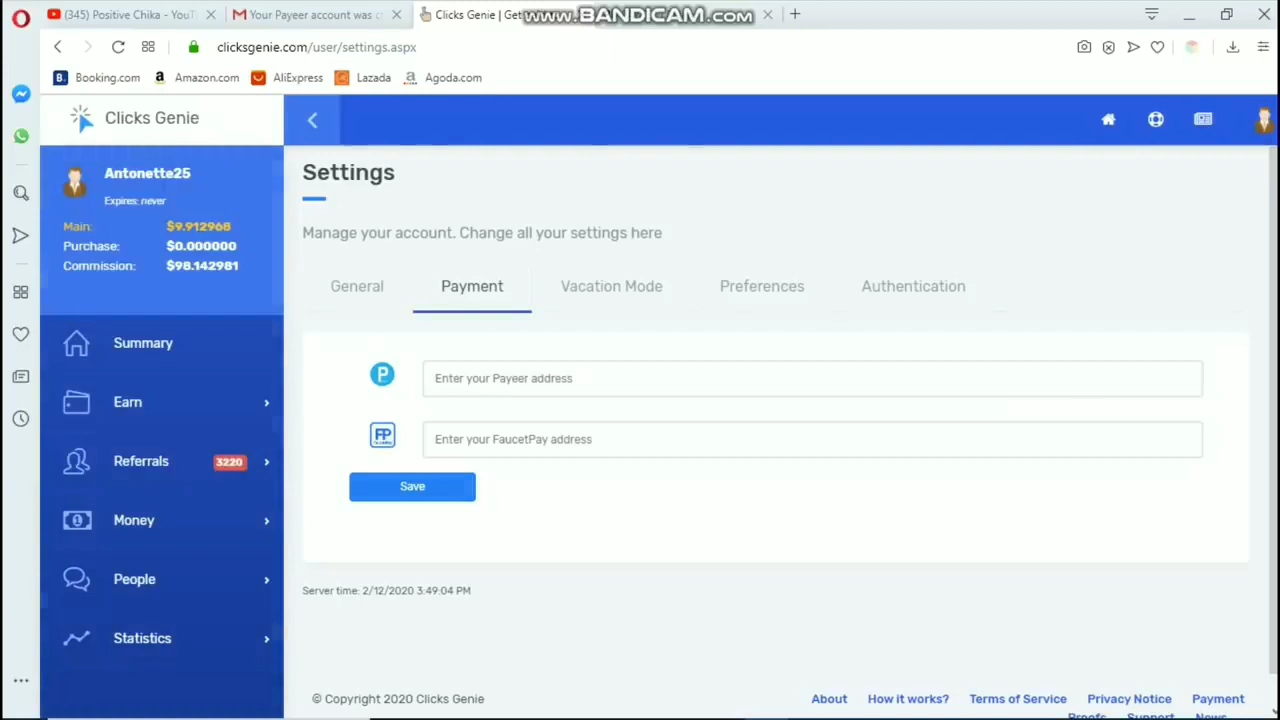 (345) Positive Chika - YouT
Your Payeer account was c
Clicks Genie | Get
www.BANDICAM.com
clicksgenie.com/user/settings.aspx
Booking.com
Amazon.com
AliExpress
Lazada
Agoda.com
Clicks Genie
Antonette25
Expires: never
Main: $9.912968
Purchase: $0.000000
Commission: $98.142981
Summary
Earn
Referrals 3220
Money
People
Statistics
Settings
Manage your account. Change all your settings here
General Payment Vacation Mode Preferences Authentication
Enter your Payeer address
Enter your FaucetPay address
Save
Server time: 2/12/2020 3:49:04 PM
© Copyright 2020 Clicks Genie
About How it works? Terms of Service Privacy Notice Payment
Proofs Support News